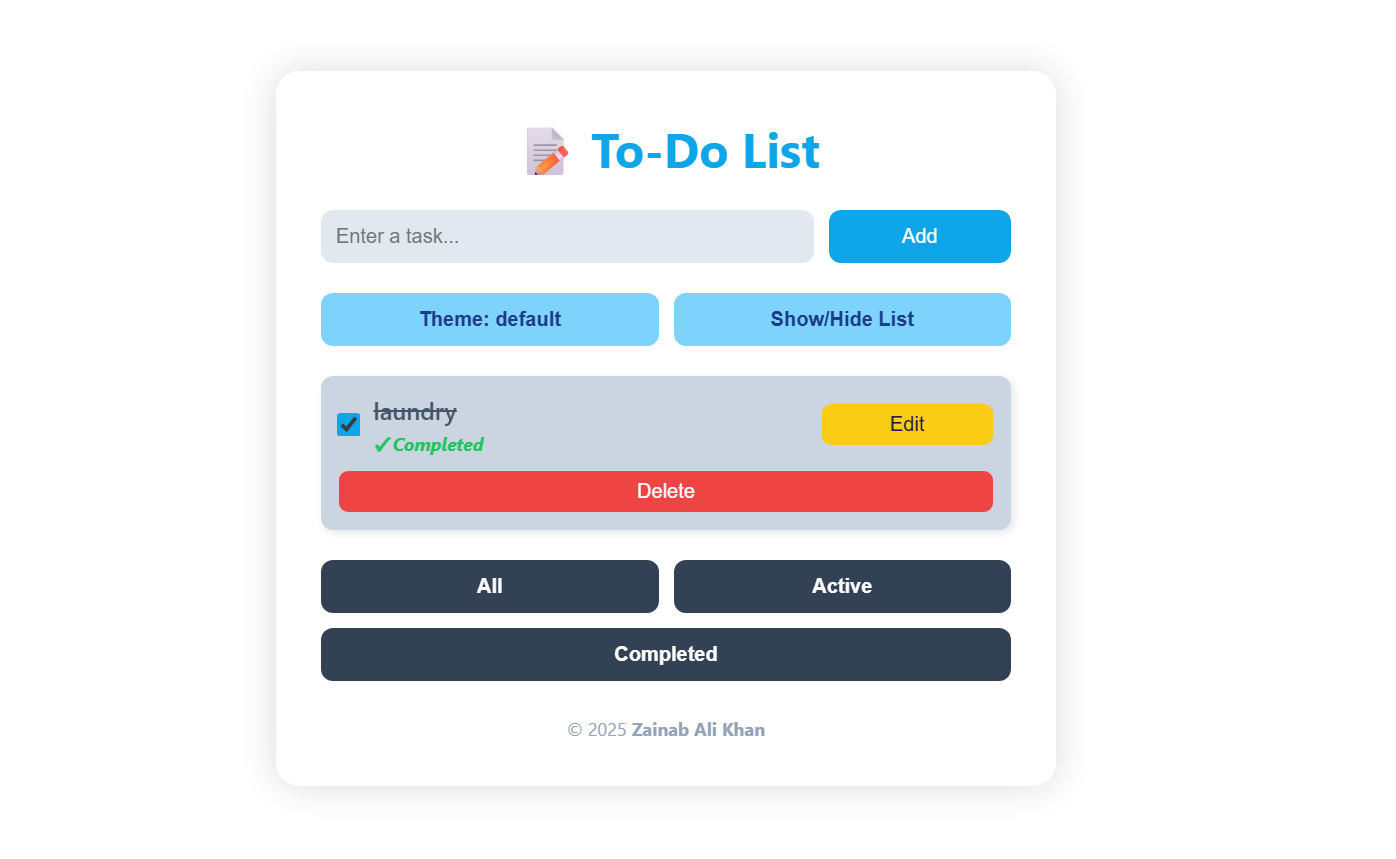 To-Do List
Enter a task...
Add
Theme: default
Show/Hide List
laundry
Edit
✓Completed
Delete
All
Active
Completed
© 2025 Zainab Ali Khan